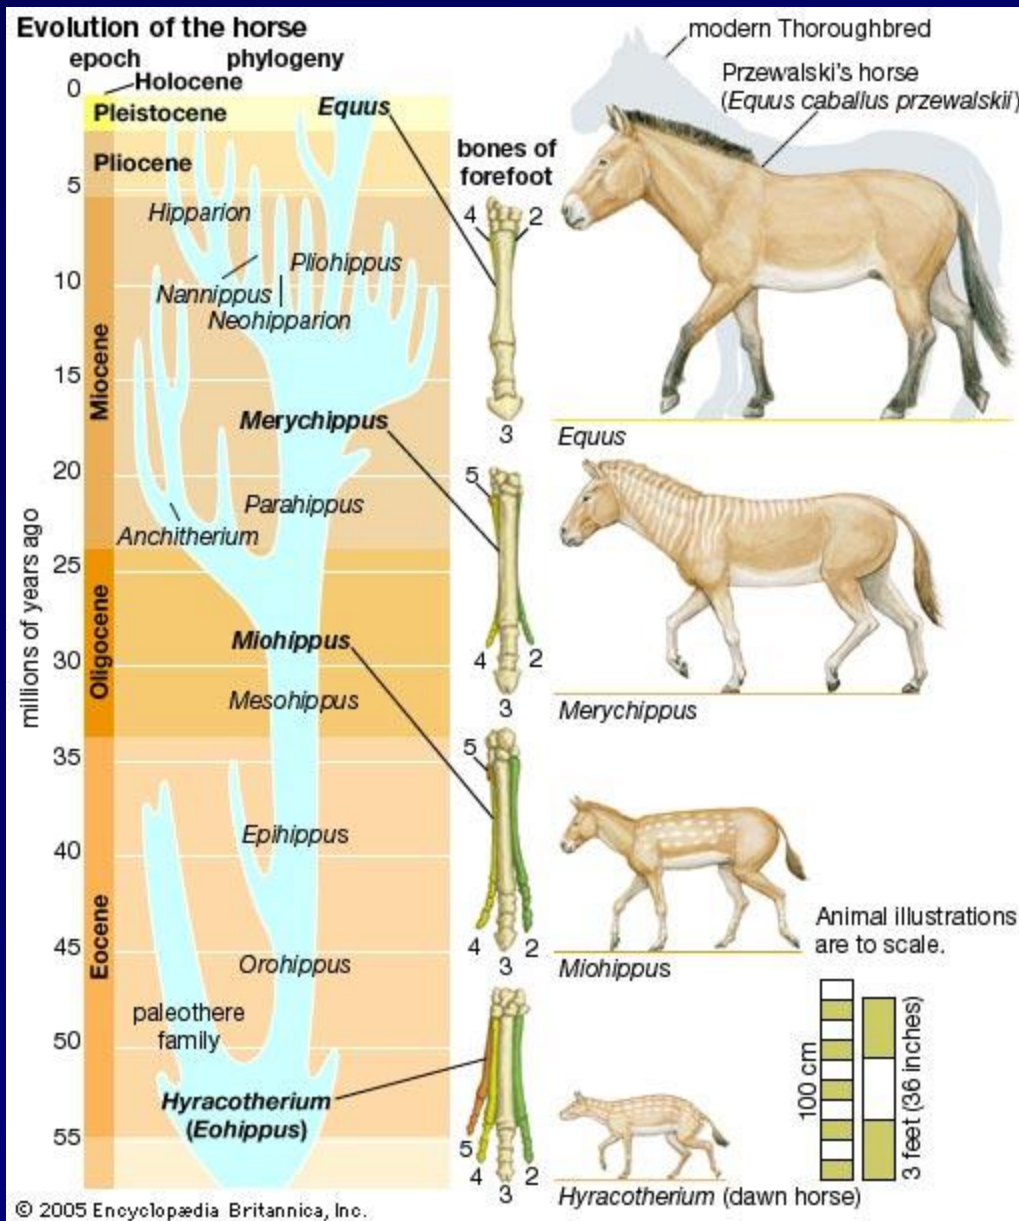 Evolution of the horse
epoch phylogeny
Holocene
0
Pleistocene
Equus
Pliocene
5
Hipparion
Pliohippus
10
Nannippus
Neohipparion
Miocene
15
Merychippus
20
Parahippus
Anchitherium
25
Oligocene
Miohippus
30
Mesohippus
35
Epihippus
40
Eocene
45
Orohippus
paleothere
family
50
Hyracotherium
(Eohippus)
55
millions of years ago
bones of
forefoot
4 2
3
5
4 2
3
5
4 2
3
5
4 2
3
modern Thoroughbred
Przewalski's horse
(Equus caballus przewalskii)
Equus
Merychippus
Miohippus
Animal illustrations
are to scale.
100 cm
3 feet (36 inches)
Hyracotherium (dawn horse)
© 2005 Encyclopædia Britannica, Inc.